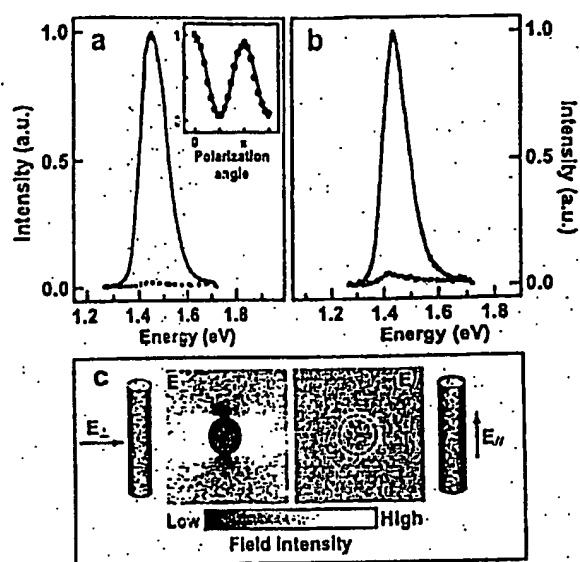 a
b
1
0
π
Polarization
angle
Intensity (a.u.)
1.0
0.5
0.0
1.2 1.4 1.6 1.8
Energy (eV)
1.0
0.5
0.0
Intensity (a.u.)
1.2 1.4 1.6 1.8
Energy (eV)
c
E⊥
E//
Low
High
Field Intensity